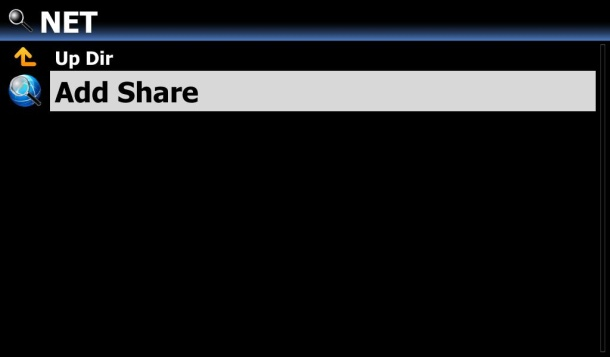 NET
Up Dir
Add Share